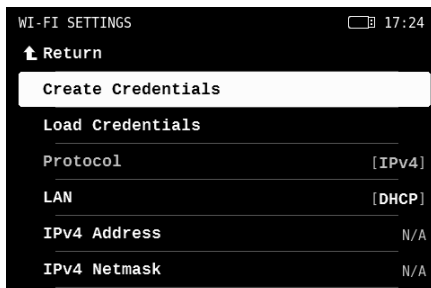 WI-FI SETTINGS 17:24
Return
Create Credentials
Load Credentials
Protocol [IPv4]
LAN [DHCP]
IPv4 Address N/A
IPv4 Netmask N/A